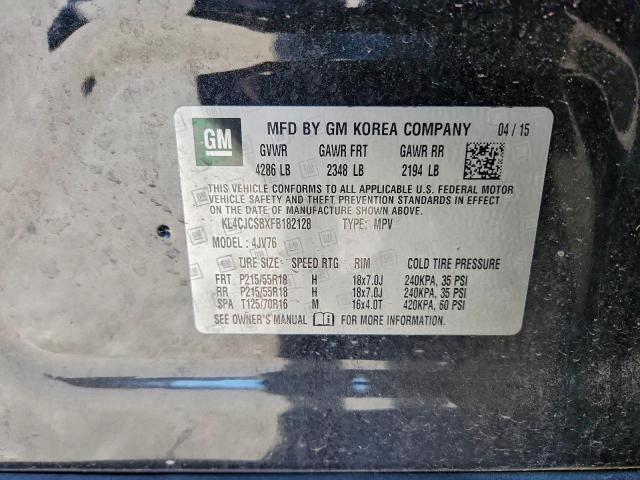 GM MFD BY GM KOREA COMPANY 04 / 15
GVWR GAWR FRT GAWR RR
4286 LB 2348 LB 2194 LB
THIS VEHICLE CONFORMS TO ALL APPLICABLE U.S. FEDERAL MOTOR
VEHICLE SAFETY AND THEFT PREVENTION STANDARDS IN EFFECT
ON THE DATE OF MANUFACTURE SHOWN ABOVE.
KL4CJCSBXFB182128 TYPE: MPV
MODEL: 4JV76
TIRE SIZE SPEED RTG RIM COLD TIRE PRESSURE
FRT P215/55R18 H 18x7.0J 240KPA, 35 PSI
RR P215/55R18 H 18x7.0J 240KPA, 35 PSI
SPA T125/70R16 M 16x4.0T 420KPA, 60 PSI
SEE OWNER'S MANUAL FOR MORE INFORMATION.